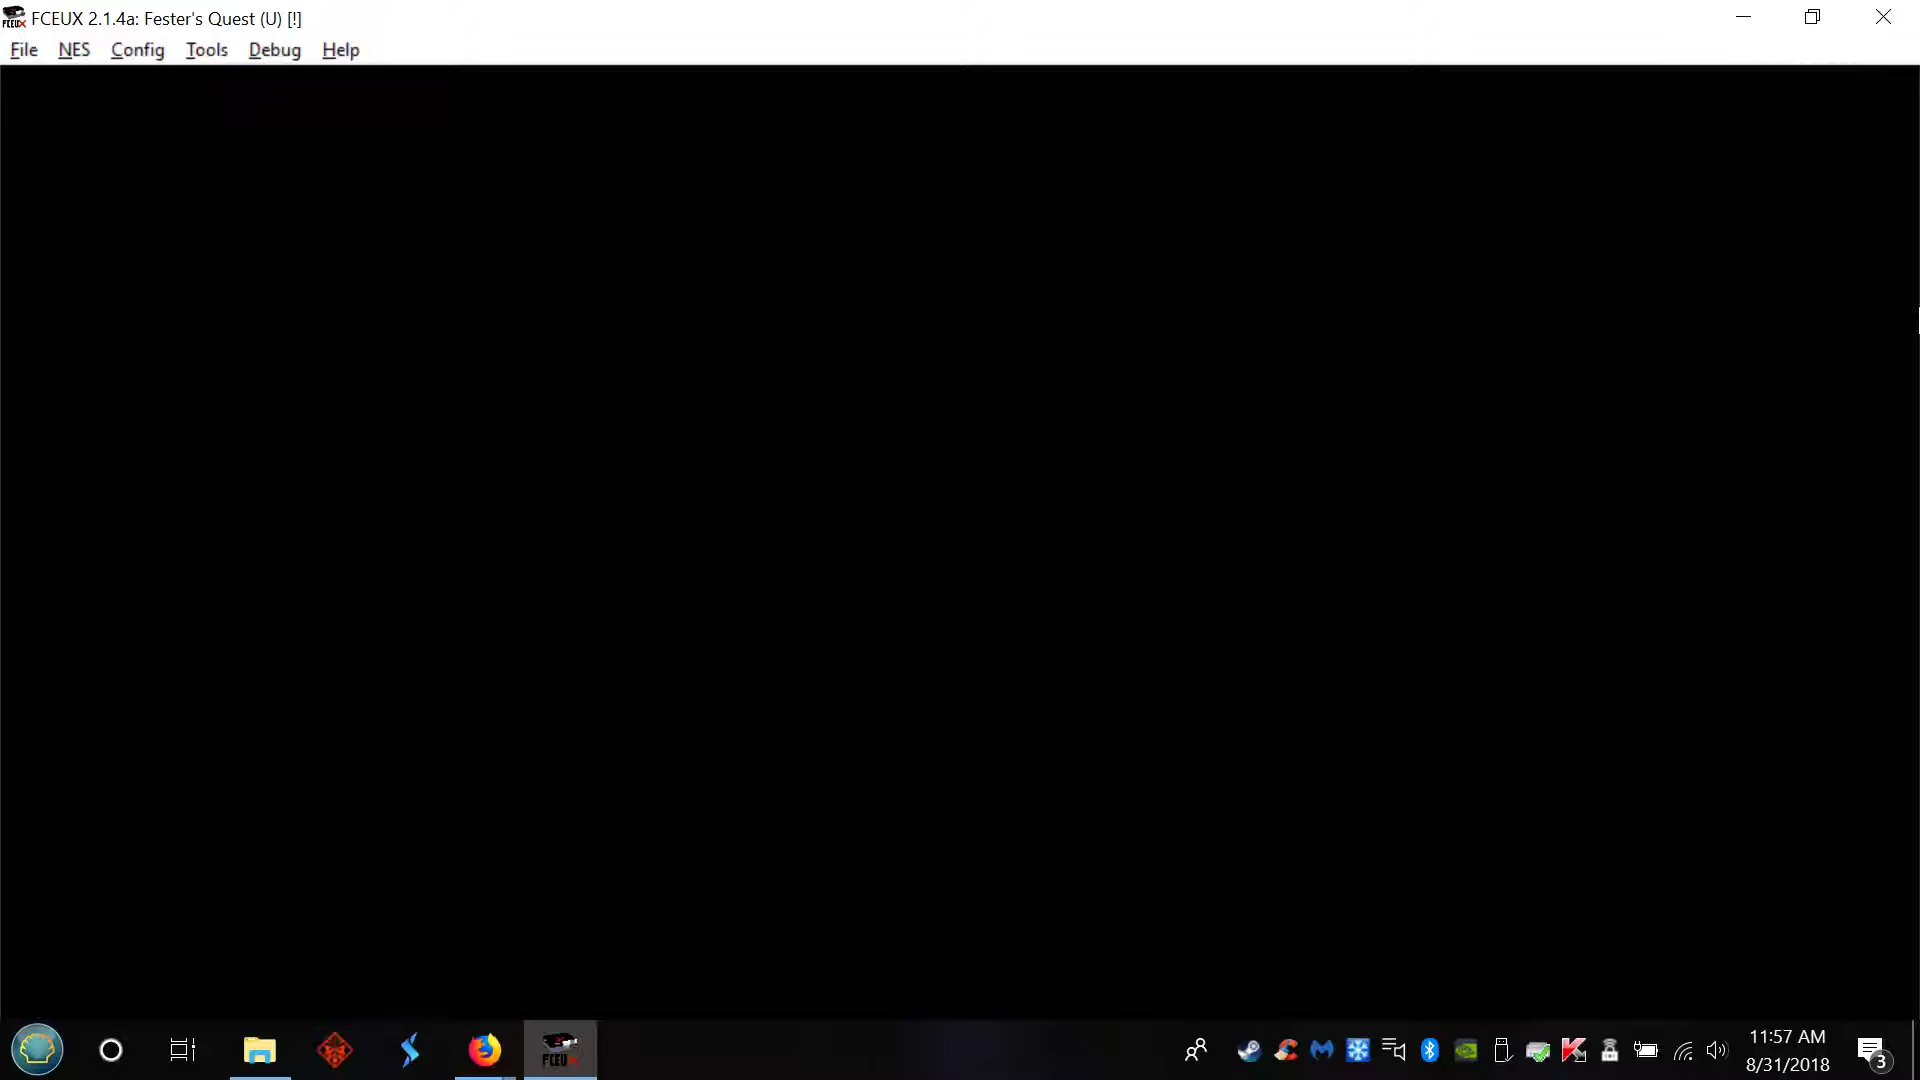 FCEUX 2.1.4a: Fester's Quest (U) [!]
File NES Config Tools Debug Help
FCEUX
11:57 AM
8/31/2018
3